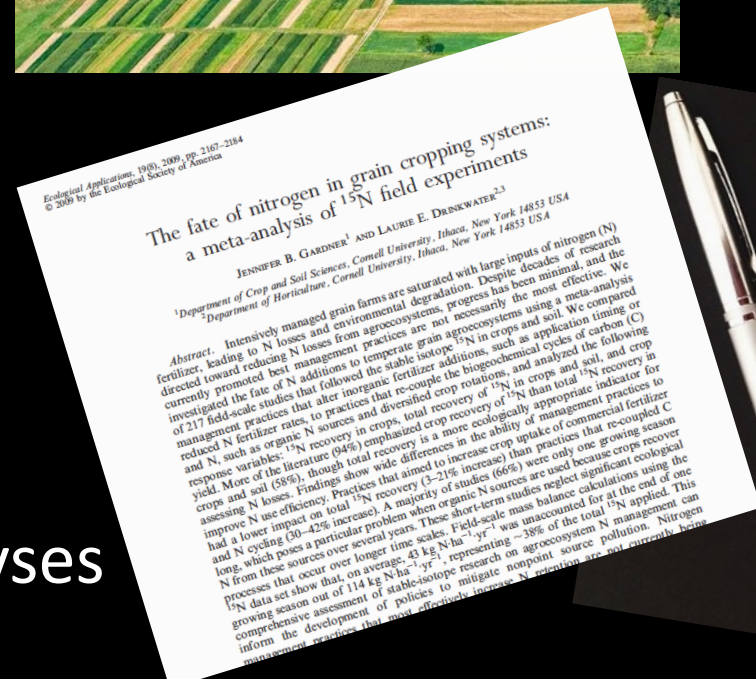 Ecological Applications, 19(8), 2009, pp. 2167–2184
© 2009 by the Ecological Society of America
The fate of nitrogen in grain cropping systems:
a meta-analysis of ¹⁵N field experiments
JENNIFER B. GARDNER¹ AND LAURIE E. DRINKWATER²,³
¹Department of Crop and Soil Sciences, Cornell University, Ithaca, New York 14853 USA
²Department of Horticulture, Cornell University, Ithaca, New York 14853 USA
Abstract. Intensively managed grain farms are saturated with large inputs of nitrogen (N)
fertilizer, leading to N losses and environmental degradation. Despite decades of research
directed toward reducing N losses from agroecosystems, progress has been minimal, and the
currently promoted best management practices are not necessarily the most effective. We
investigated the fate of N additions to temperate grain agroecosystems using a meta-analysis
of 217 field-scale studies that followed the stable isotope ¹⁵N in crops and soil. We compared
management practices that alter inorganic fertilizer additions, such as application timing or
reduced N fertilizer rates, to practices that re-couple the biogeochemical cycles of carbon (C)
and N, such as organic N sources and diversified crop rotations, and analyzed the following
response variables: ¹⁵N recovery in crops, total recovery of ¹⁵N in crops and soil, and crop
yield. More of the literature (94%) emphasized crop recovery of ¹⁵N than total ¹⁵N recovery in
crops and soil (58%), though total recovery is a more ecologically appropriate indicator for
assessing N losses. Findings show wide differences in the ability of management practices to
improve N use efficiency. Practices that aimed to increase crop uptake of commercial fertilizer
had a lower impact on total ¹⁵N recovery (3–21% increase) than practices that re-coupled C
and N cycling (30–42% increase). A majority of studies (66%) were only one growing season
long, which poses a particular problem when organic N sources are used because crops recover
N from these sources over several years. These short-term studies neglect significant ecological
processes that occur over longer time scales. Field-scale mass balance calculations using the
¹⁵N data set show that, on average, 43 kg N·ha⁻¹·yr⁻¹ was unaccounted for at the end of one
growing season out of 114 kg N·ha⁻¹·yr⁻¹, representing ~38% of the total ¹⁵N applied. This
comprehensive assessment of stable-isotope research on agroecosystem N management can
inform the development of policies to mitigate nonpoint source pollution. Nitrogen
management practices that most effectively increase N retention are not currently being
yses